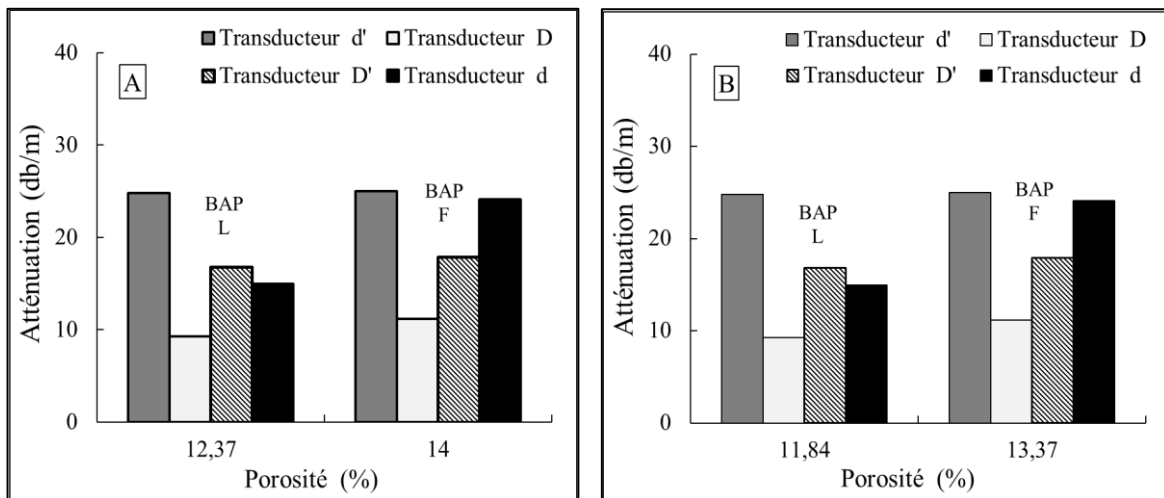 Transducteur d' Transducteur D
Transducteur D' Transducteur d
A
Atténuation (db/m)
40
30
20
10
0
BAP
L
BAP
F
12,37 14
Porosité (%)
Transducteur d' Transducteur D
Transducteur D' Transducteur d
B
Atténuation (db/m)
40
30
20
10
0
BAP
L
BAP
F
11,84 13,37
Porosité (%)